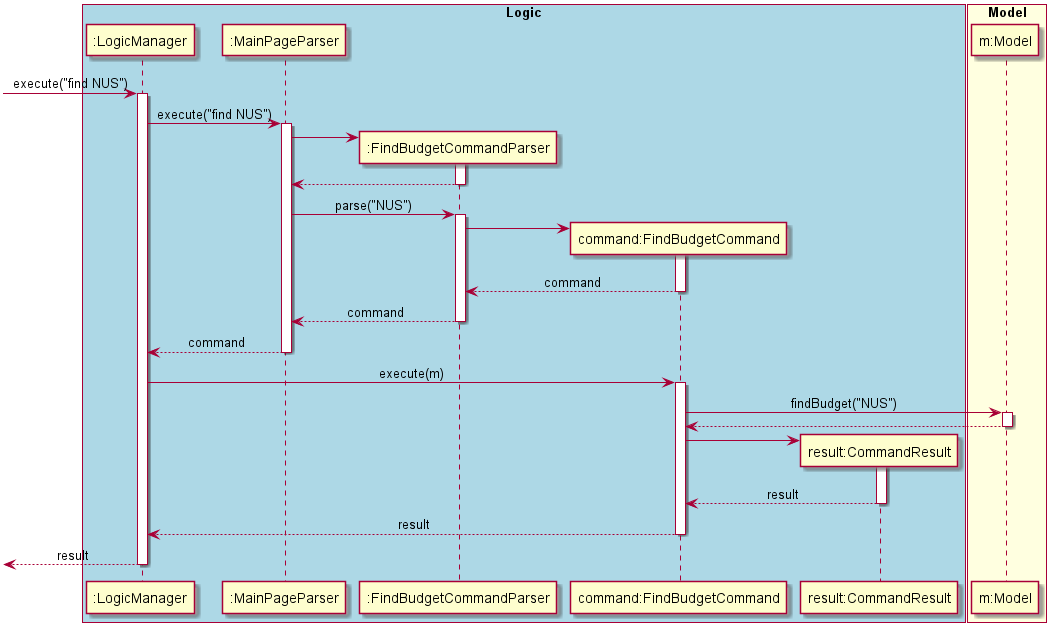 Logic
Model
:LogicManager
:MainPageParser
m:Model
execute("find NUS")
execute("find NUS")
:FindBudgetCommandParser
parse("NUS")
command:FindBudgetCommand
command
command
command
execute(m)
findBudget("NUS")
result:CommandResult
result
result
result
:LogicManager
:MainPageParser
:FindBudgetCommandParser
command:FindBudgetCommand
result:CommandResult
m:Model